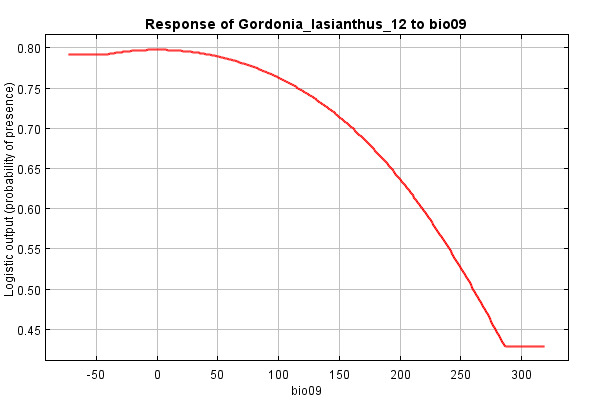 Response of Gordonia_lasianthus_12 to bio09
Logistic output (probability of presence)
0.80
0.75
0.70
0.65
0.60
0.55
0.50
0.45
-50 0 50 100 150 200 250 300
bio09